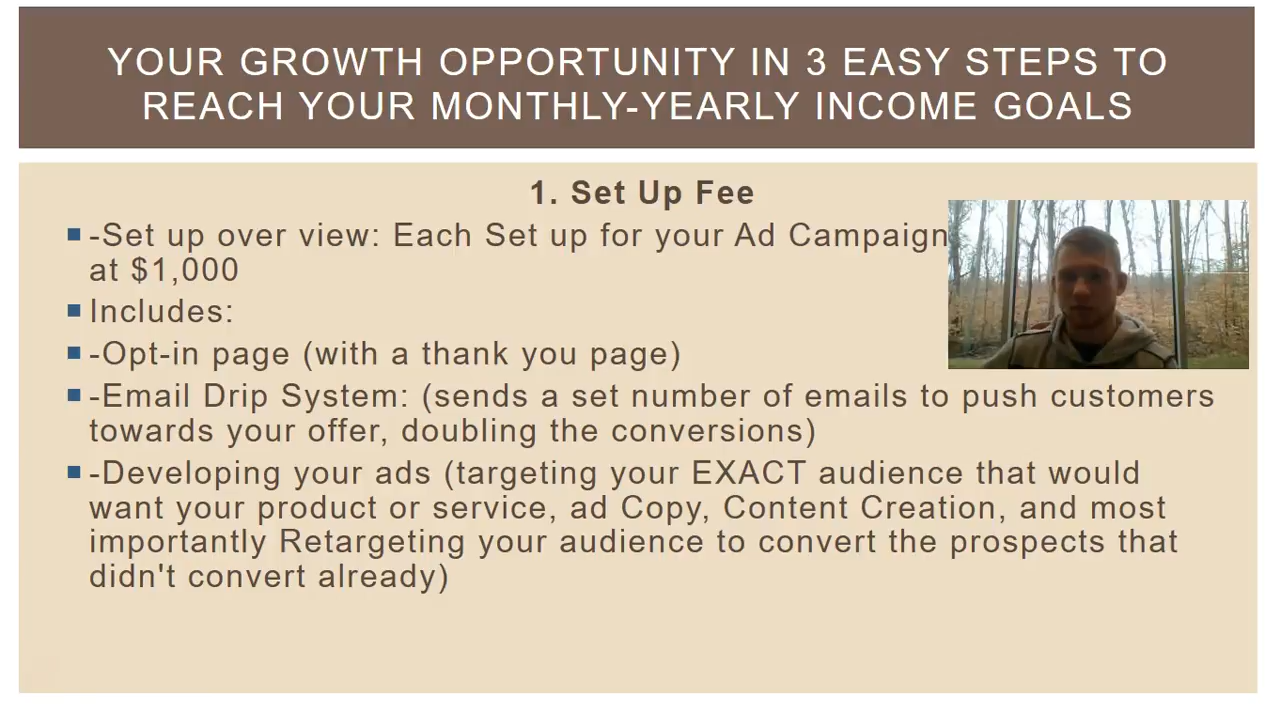 YOUR GROWTH OPPORTUNITY IN 3 EASY STEPS TO
REACH YOUR MONTHLY-YEARLY INCOME GOALS
1. Set Up Fee
-Set up over view: Each Set up for your Ad Campaign
at $1,000
Includes:
-Opt-in page (with a thank you page)
-Email Drip System: (sends a set number of emails to push customers
towards your offer, doubling the conversions)
-Developing your ads (targeting your EXACT audience that would
want your product or service, ad Copy, Content Creation, and most
importantly Retargeting your audience to convert the prospects that
didn't convert already)